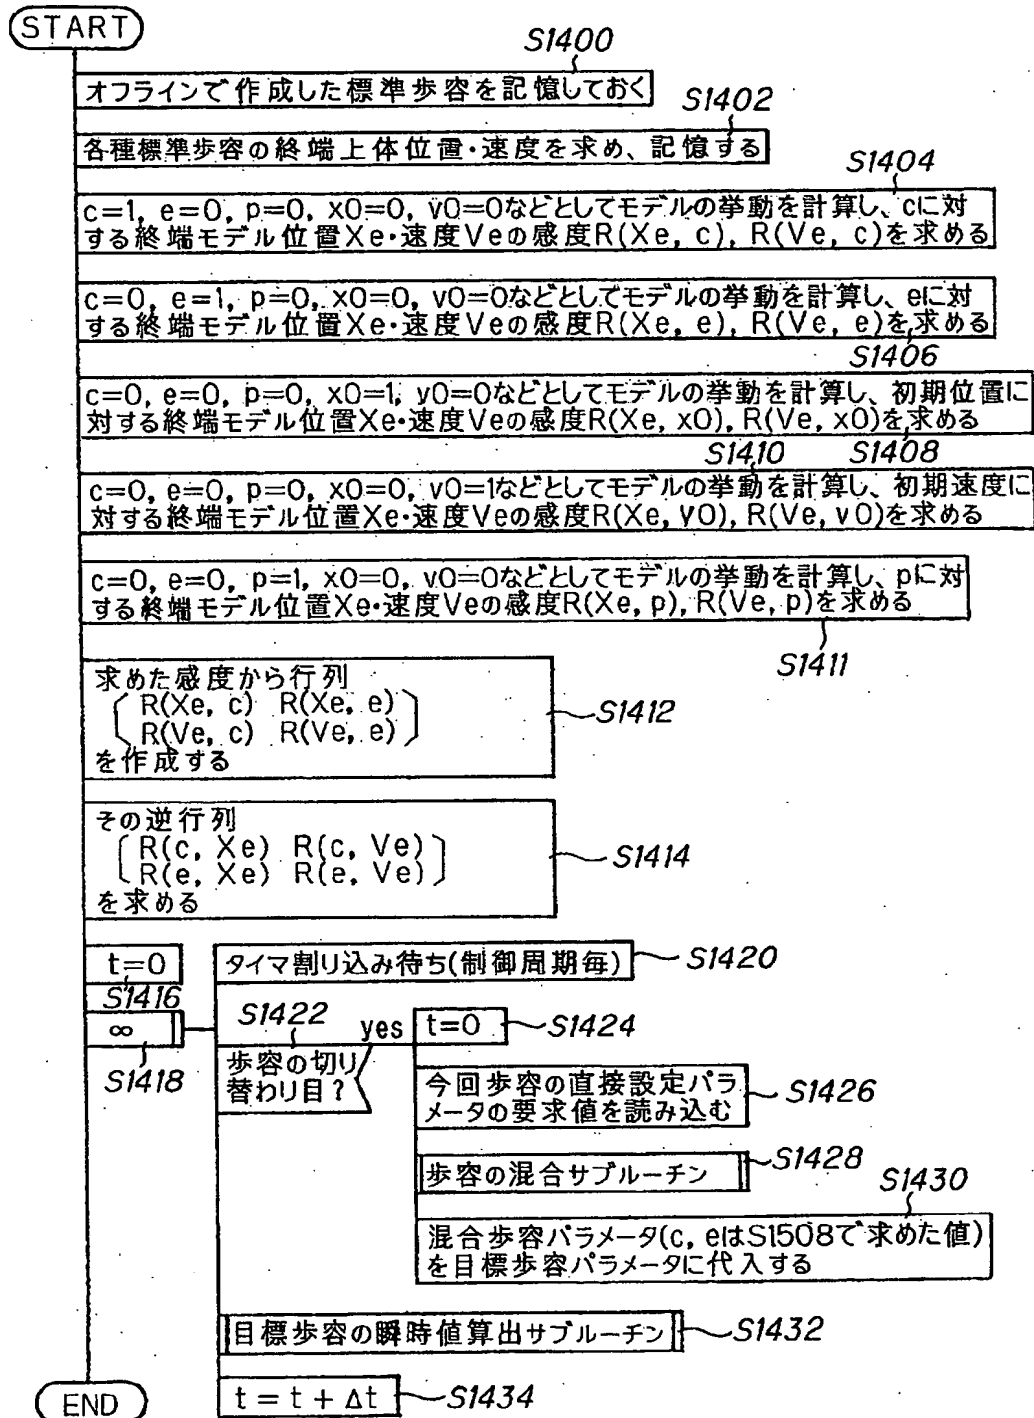 START
S1400
オフラインで作成した標準歩容を記憶しておく
S1402
各種標準歩容の終端上体位置・速度を求め、記憶する
S1404
c=1, e=0, p=0, x0=0, v0=0などとしてモデルの挙動を計算し、cに対
する終端モデル位置Xe・速度Veの感度R(Xe, c), R(Ve, c)を求める
c=0, e=1, p=0, x0=0, v0=0などとしてモデルの挙動を計算し、eに対
する終端モデル位置Xe・速度Veの感度R(Xe, e), R(Ve, e)を求める
S1406
c=0, e=0, p=0, x0=1, v0=0などとしてモデルの挙動を計算し、初期位置に
対する終端モデル位置Xe・速度Veの感度R(Xe, x0), R(Ve, x0)を求める
S1410 S1408
c=0, e=0, p=0, x0=0, v0=1などとしてモデルの挙動を計算し、初期速度に
対する終端モデル位置Xe・速度Veの感度R(Xe, v0), R(Ve, v0)を求める
c=0, e=0, p=1, x0=0, v0=0などとしてモデルの挙動を計算し、pに対
する終端モデル位置Xe・速度Veの感度R(Xe, p), R(Ve, p)を求める
S1411
求めた感度から行列
R(Xe, c) R(Xe, e)
R(Ve, c) R(Ve, e)
を作成する
S1412
その逆行列
R(c, Xe) R(c, Ve)
R(e, Xe) R(e, Ve)
を求める
S1414
t=0
S1416
∞
S1418
タイマ割り込み待ち(制御周期毎)
S1420
S1422
歩容の切り
替わり目?
yes
t=0
S1424
今回歩容の直接設定パラ
メータの要求値を読み込む
S1426
歩容の混合サブルーチン
S1428
S1430
混合歩容パラメータ(c, eはS1508で求めた値)
を目標歩容パラメータに代入する
目標歩容の瞬時値算出サブルーチン
S1432
t=t+Δt
S1434
END